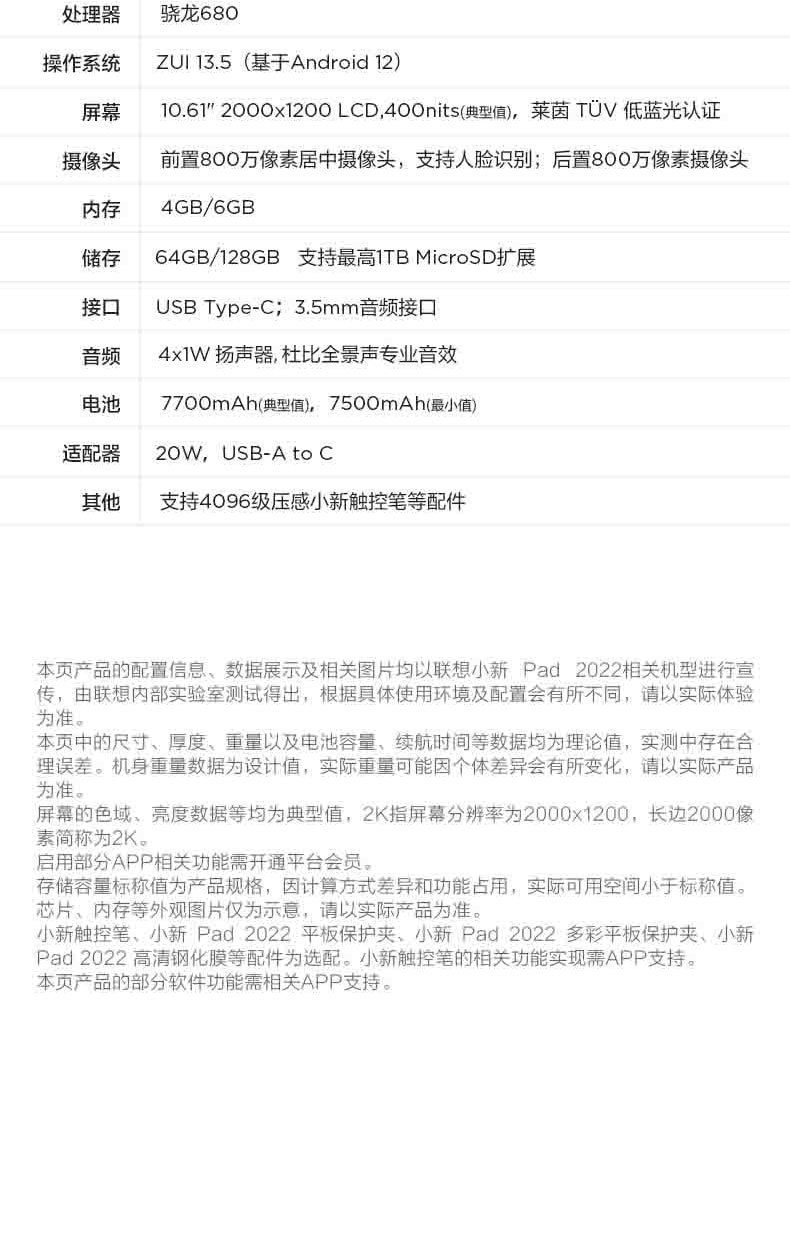 处理器 骁龙680
操作系统 ZUI 13.5（基于Android 12）
屏幕 10.61" 2000x1200 LCD,400nits(典型值)，莱茵 TÜV 低蓝光认证
摄像头 前置800万像素居中摄像头，支持人脸识别；后置800万像素摄像头
内存 4GB/6GB
储存 64GB/128GB 支持最高1TB MicroSD扩展
接口 USB Type-C；3.5mm音频接口
音频 4x1W 扬声器, 杜比全景声专业音效
电池 7700mAh(典型值)，7500mAh(最小值)
适配器 20W，USB-A to C
其他 支持4096级压感小新触控笔等配件
本页产品的配置信息、数据展示及相关图片均以联想小新 Pad 2022相关机型进行宣
传，由联想内部实验室测试得出，根据具体使用环境及配置会有所不同，请以实际体验
为准。
本页中的尺寸、厚度、重量以及电池容量、续航时间等数据均为理论值，实测中存在合
理误差。机身重量数据为设计值，实际重量可能因个体差异会有所变化，请以实际产品
为准。
屏幕的色域、亮度数据等均为典型值，2K指屏幕分辨率为2000x1200，长边2000像
素简称为2K。
启用部分APP相关功能需开通平台会员。
存储容量标称值为产品规格，因计算方式差异和功能占用，实际可用空间小于标称值。
芯片、内存等外观图片仅为示意，请以实际产品为准。
小新触控笔、小新 Pad 2022 平板保护夹、小新 Pad 2022 多彩平板保护夹、小新
Pad 2022 高清钢化膜等配件为选配。小新触控笔的相关功能实现需APP支持。
本页产品的部分软件功能需相关APP支持。